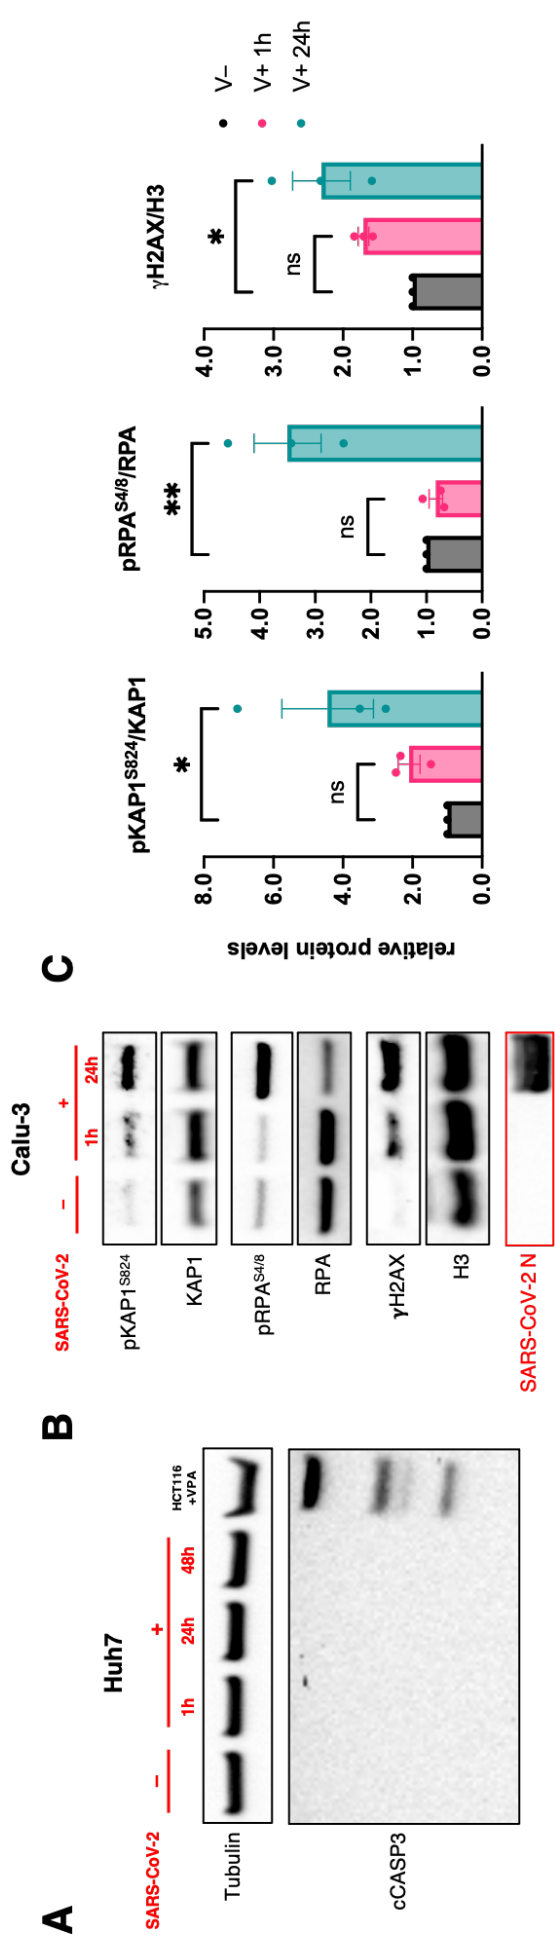 A
Huh7
SARS-CoV-2
–
+
1h
24h
48h
HCT116
+VPA
Tubulin
cCASP3
B
Calu-3
SARS-CoV-2
–
+
1h
24h
pKAP1S824
KAP1
pRPAS4/8
RPA
γH2AX
H3
SARS-CoV-2 N
C
relative protein levels
pKAP1S824/KAP1
8.0
6.0
4.0
2.0
0.0
ns
*
pRPAS4/8/RPA
5.0
4.0
3.0
2.0
1.0
0.0
ns
**
γH2AX/H3
4.0
3.0
2.0
1.0
0.0
ns
*
V–
V+ 1h
V+ 24h